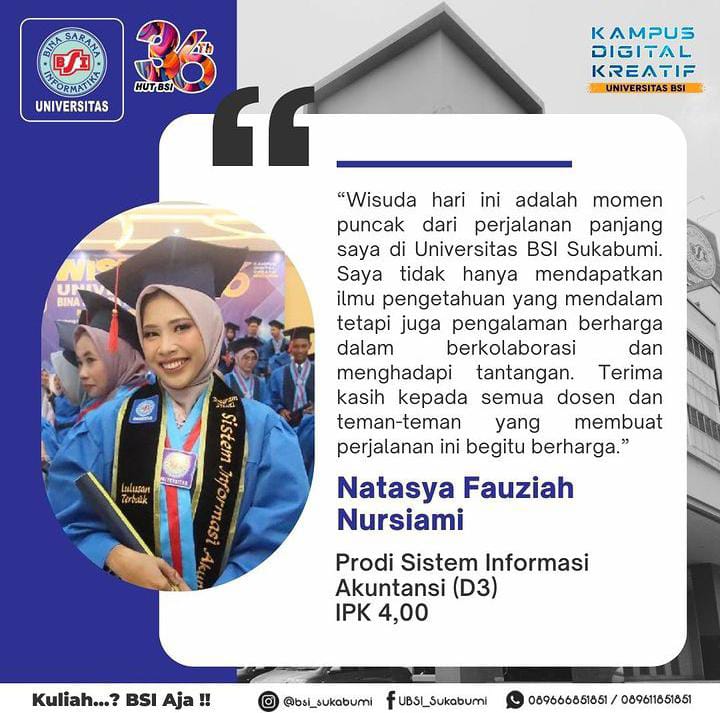 BINA SARANA
BSI
INFORMATIKA
UNIVERSITAS
36Th
HUT BSI
KAMPUS
DIGITAL
KREATIF
UNIVERSITAS BSI
“Wisuda hari ini adalah momen
puncak dari perjalanan panjang
saya di Universitas BSI Sukabumi.
Saya tidak hanya mendapatkan
ilmu pengetahuan yang mendalam
tetapi juga pengalaman berharga
dalam berkolaborasi dan
menghadapi tantangan. Terima
kasih kepada semua dosen dan
teman-teman yang membuat
perjalanan ini begitu berharga.”
Natasya Fauziah
Nursiami
Prodi Sistem Informasi
Akuntansi (D3)
IPK 4,00
Lulusan
Terbaik
Sistem Informasi
UNIVERSITAS
Kuliah...? BSI Aja !!
@bsi_sukabumi
UBSI_Sukabumi
089666851851 / 089611851851